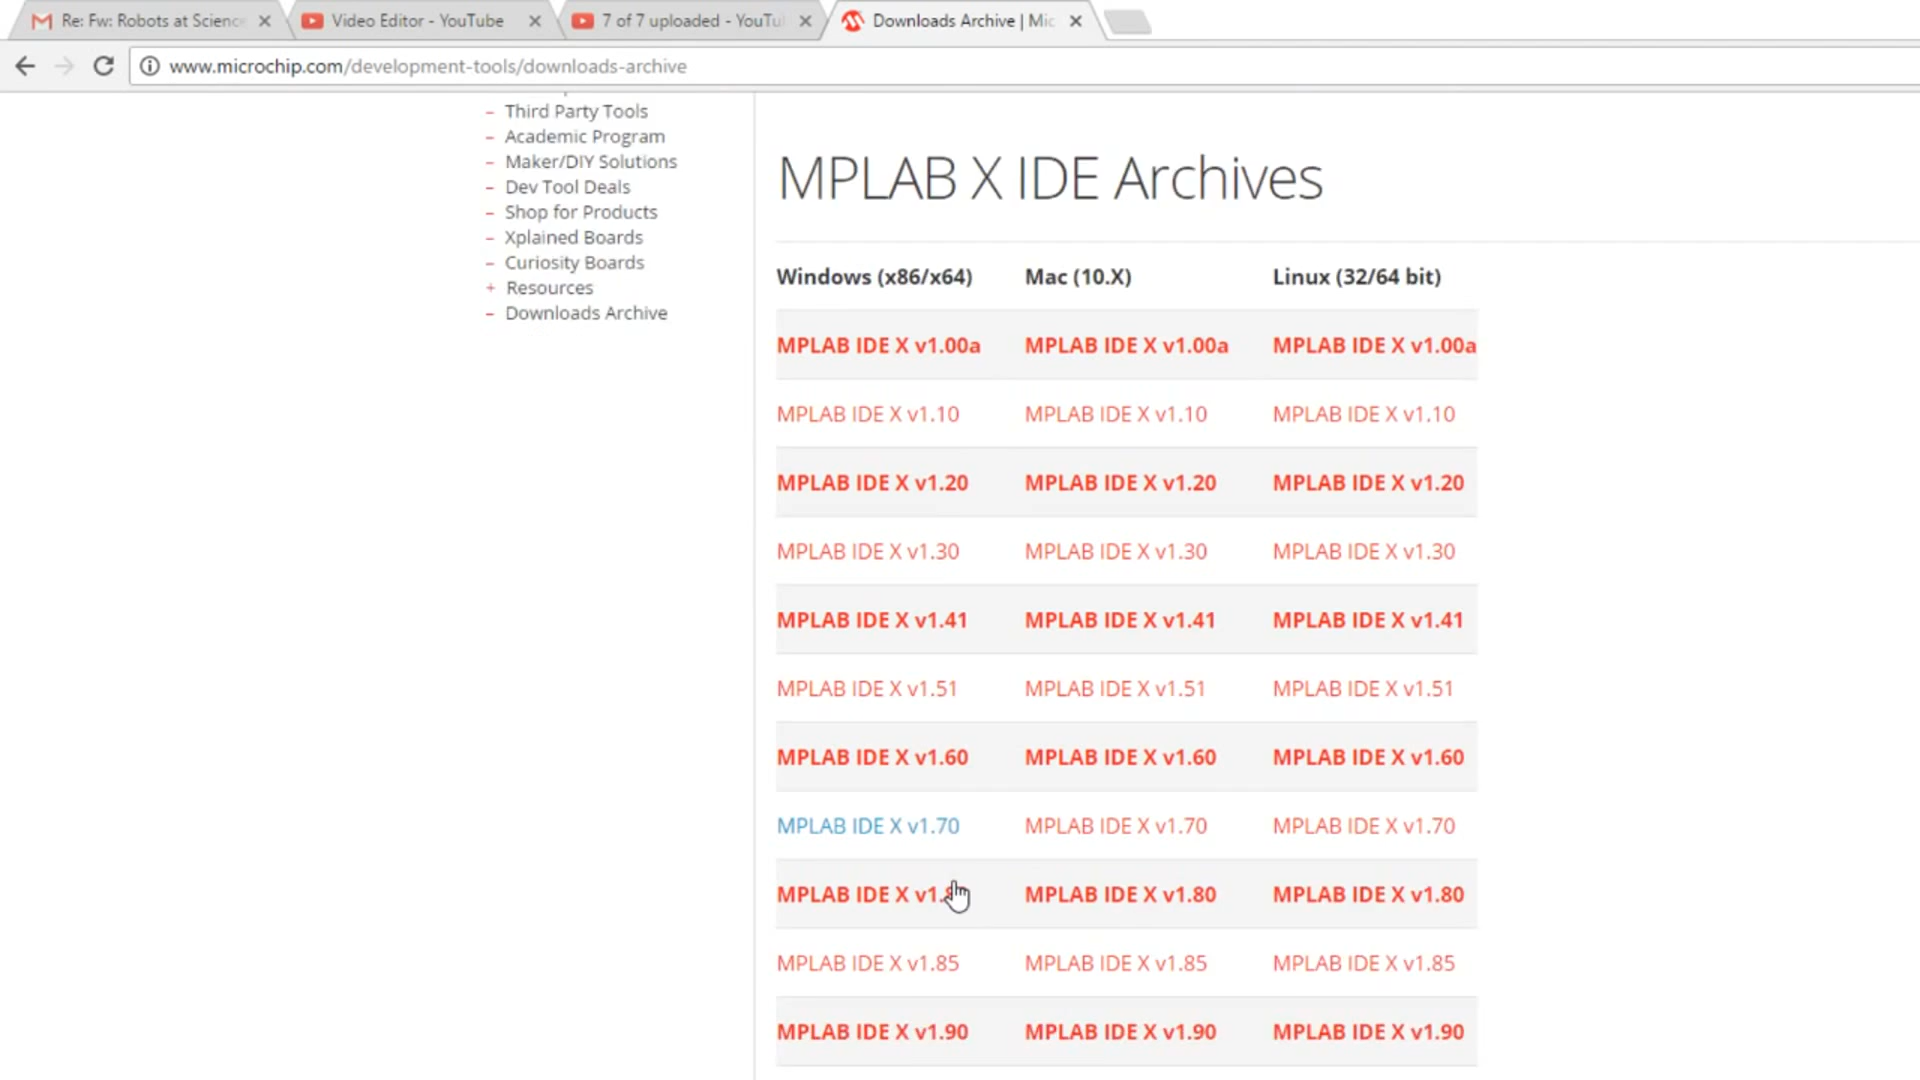 Re: Fw: Robots at Science
Video Editor - YouTube
7 of 7 uploaded - YouTu
Downloads Archive | Mic
www.microchip.com/development-tools/downloads-archive
Third Party Tools
Academic Program
Maker/DIY Solutions
Dev Tool Deals
Shop for Products
Xplained Boards
Curiosity Boards
Resources
Downloads Archive
MPLAB X IDE Archives
Windows (x86/x64) Mac (10.X) Linux (32/64 bit)
MPLAB IDE X v1.00a MPLAB IDE X v1.00a MPLAB IDE X v1.00a
MPLAB IDE X v1.10 MPLAB IDE X v1.10 MPLAB IDE X v1.10
MPLAB IDE X v1.20 MPLAB IDE X v1.20 MPLAB IDE X v1.20
MPLAB IDE X v1.30 MPLAB IDE X v1.30 MPLAB IDE X v1.30
MPLAB IDE X v1.41 MPLAB IDE X v1.41 MPLAB IDE X v1.41
MPLAB IDE X v1.51 MPLAB IDE X v1.51 MPLAB IDE X v1.51
MPLAB IDE X v1.60 MPLAB IDE X v1.60 MPLAB IDE X v1.60
MPLAB IDE X v1.70 MPLAB IDE X v1.70 MPLAB IDE X v1.70
MPLAB IDE X MPLAB IDE X v1.80 MPLAB IDE X v1.80
MPLAB IDE X v1.85 MPLAB IDE X v1.85 MPLAB IDE X v1.85
MPLAB IDE X v1.90 MPLAB IDE X v1.90 MPLAB IDE X v1.90